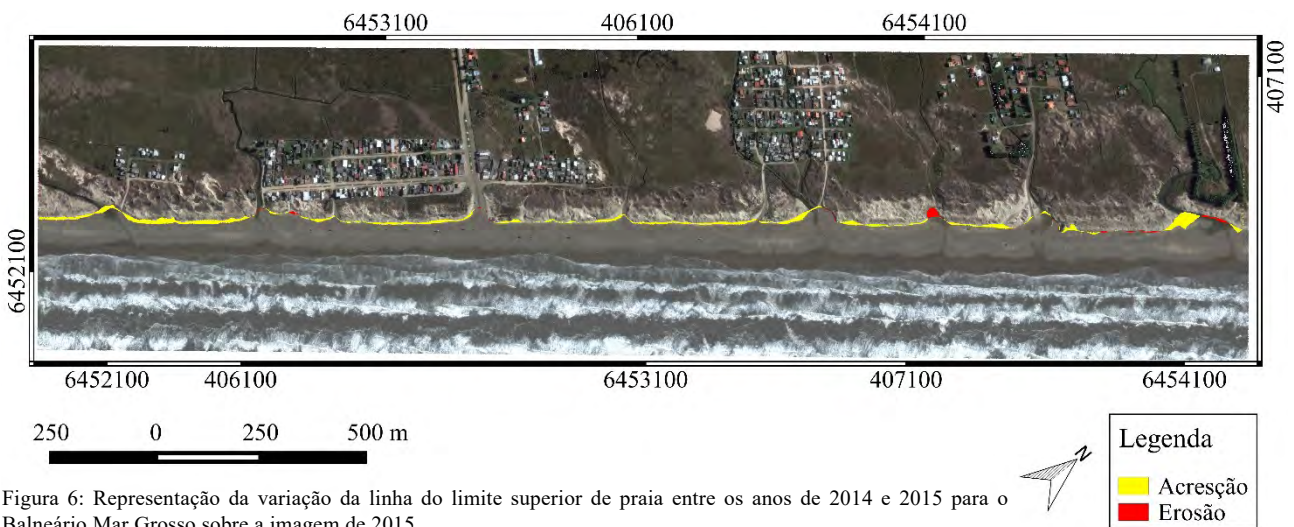 6453100 406100 6454100
407100
6452100
6452100 406100 6453100 407100 6454100
250 0 250 500 m
N
Legenda
Acresção
Erosão
Figura 6: Representação da variação da linha do limite superior de praia entre os anos de 2014 e 2015 para o
Balneário Mar Grosso sobre a imagem de 2015